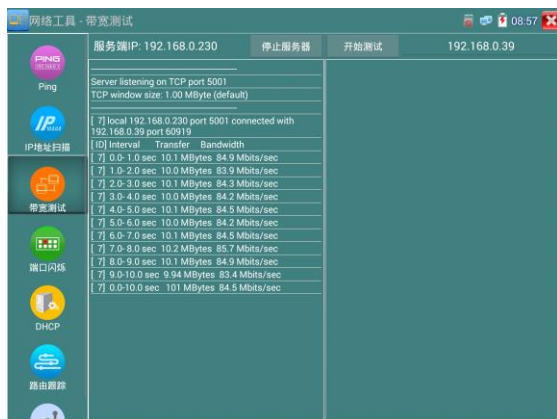 网络工具 - 带宽测试
08:57
服务端IP: 192.168.0.230
停止服务器
开始测试
192.168.0.39
PING
Ping
IP
IP地址扫描
带宽测试
端口闪烁
DHCP
路由跟踪
Server listening on TCP port 5001
TCP window size: 1.00 MByte (default)
[ 7] local 192.168.0.230 port 5001 connected with
192.168.0.39 port 60919
[ ID] Interval Transfer Bandwidth
[ 7] 0.0- 1.0 sec 10.1 MBytes 84.9 Mbits/sec
[ 7] 1.0- 2.0 sec 10.0 MBytes 83.9 Mbits/sec
[ 7] 2.0- 3.0 sec 10.1 MBytes 84.3 Mbits/sec
[ 7] 3.0- 4.0 sec 10.0 MBytes 84.2 Mbits/sec
[ 7] 4.0- 5.0 sec 10.1 MBytes 84.5 Mbits/sec
[ 7] 5.0- 6.0 sec 10.0 MBytes 84.2 Mbits/sec
[ 7] 6.0- 7.0 sec 10.1 MBytes 84.5 Mbits/sec
[ 7] 7.0- 8.0 sec 10.2 MBytes 85.7 Mbits/sec
[ 7] 8.0- 9.0 sec 10.1 MBytes 84.9 Mbits/sec
[ 7] 9.0-10.0 sec 9.94 MBytes 83.4 Mbits/sec
[ 7] 0.0-10.0 sec 101 MBytes 84.5 Mbits/sec